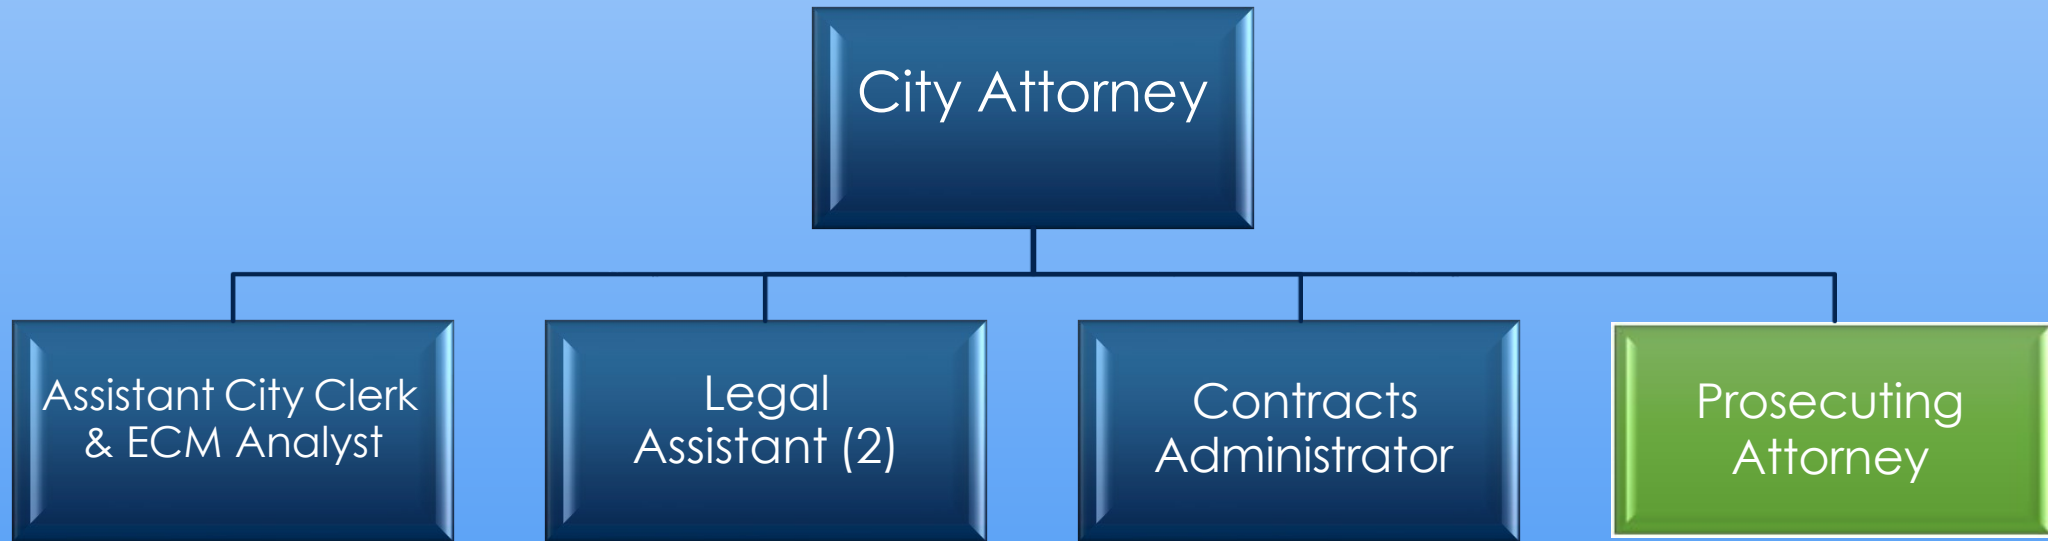 City Attorney
Assistant City Clerk
& ECM Analyst
Legal
Assistant (2)
Contracts
Administrator
Prosecuting
Attorney